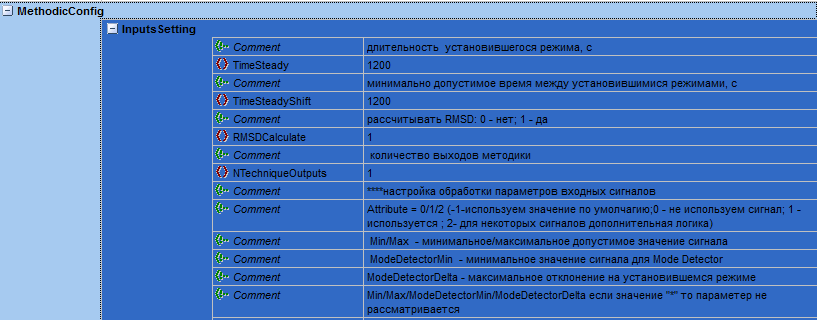 MethodicConfig
InputsSetting
Comment длительность установившегося режима, с
TimeSteady 1200
Comment минимально допустимое время между установившимися режимами, с
TimeSteadyShift 1200
Comment рассчитывать RMSD: 0 - нет; 1 - да
RMSDCalculate 1
Comment количество выходов методики
NTechniqueOutputs 1
Comment ****настройка обработки параметров входных сигналов
Comment Attribute = 0/1/2 (-1-используем значение по умолчагию;0 - не используем сигнал; 1 -
используется ; 2- для некоторых сигналов дополнительная логика)
Comment Min/Max - минимальное/максимальное допустимое значение сигнала
Comment ModeDetectorMin - минимальное значение сигнала для Mode Detector
Comment ModeDetectorDelta - максимальное отклонение на установившемся режиме
Comment Min/Max/ModeDetectorMin/ModeDetectorDelta если значение "*" то параметр не
рассматривается